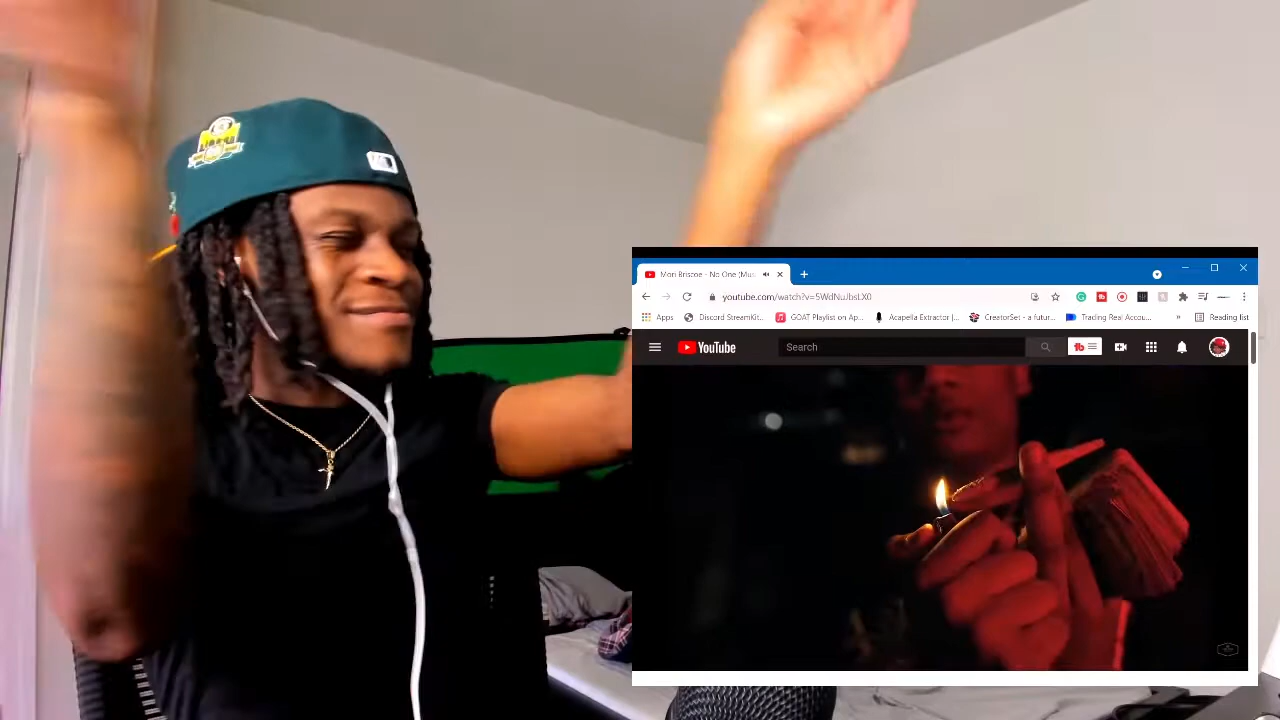 Mori Briscoe - No One (Mus
youtube.com/watch?v=5WdNuJbsLX0
Apps Discord StreamKit... GOAT Playlist on Ap... Acapella Extractor |... CreatorSet - a futur... Trading Real Accou... » Reading list
YouTube Search tb